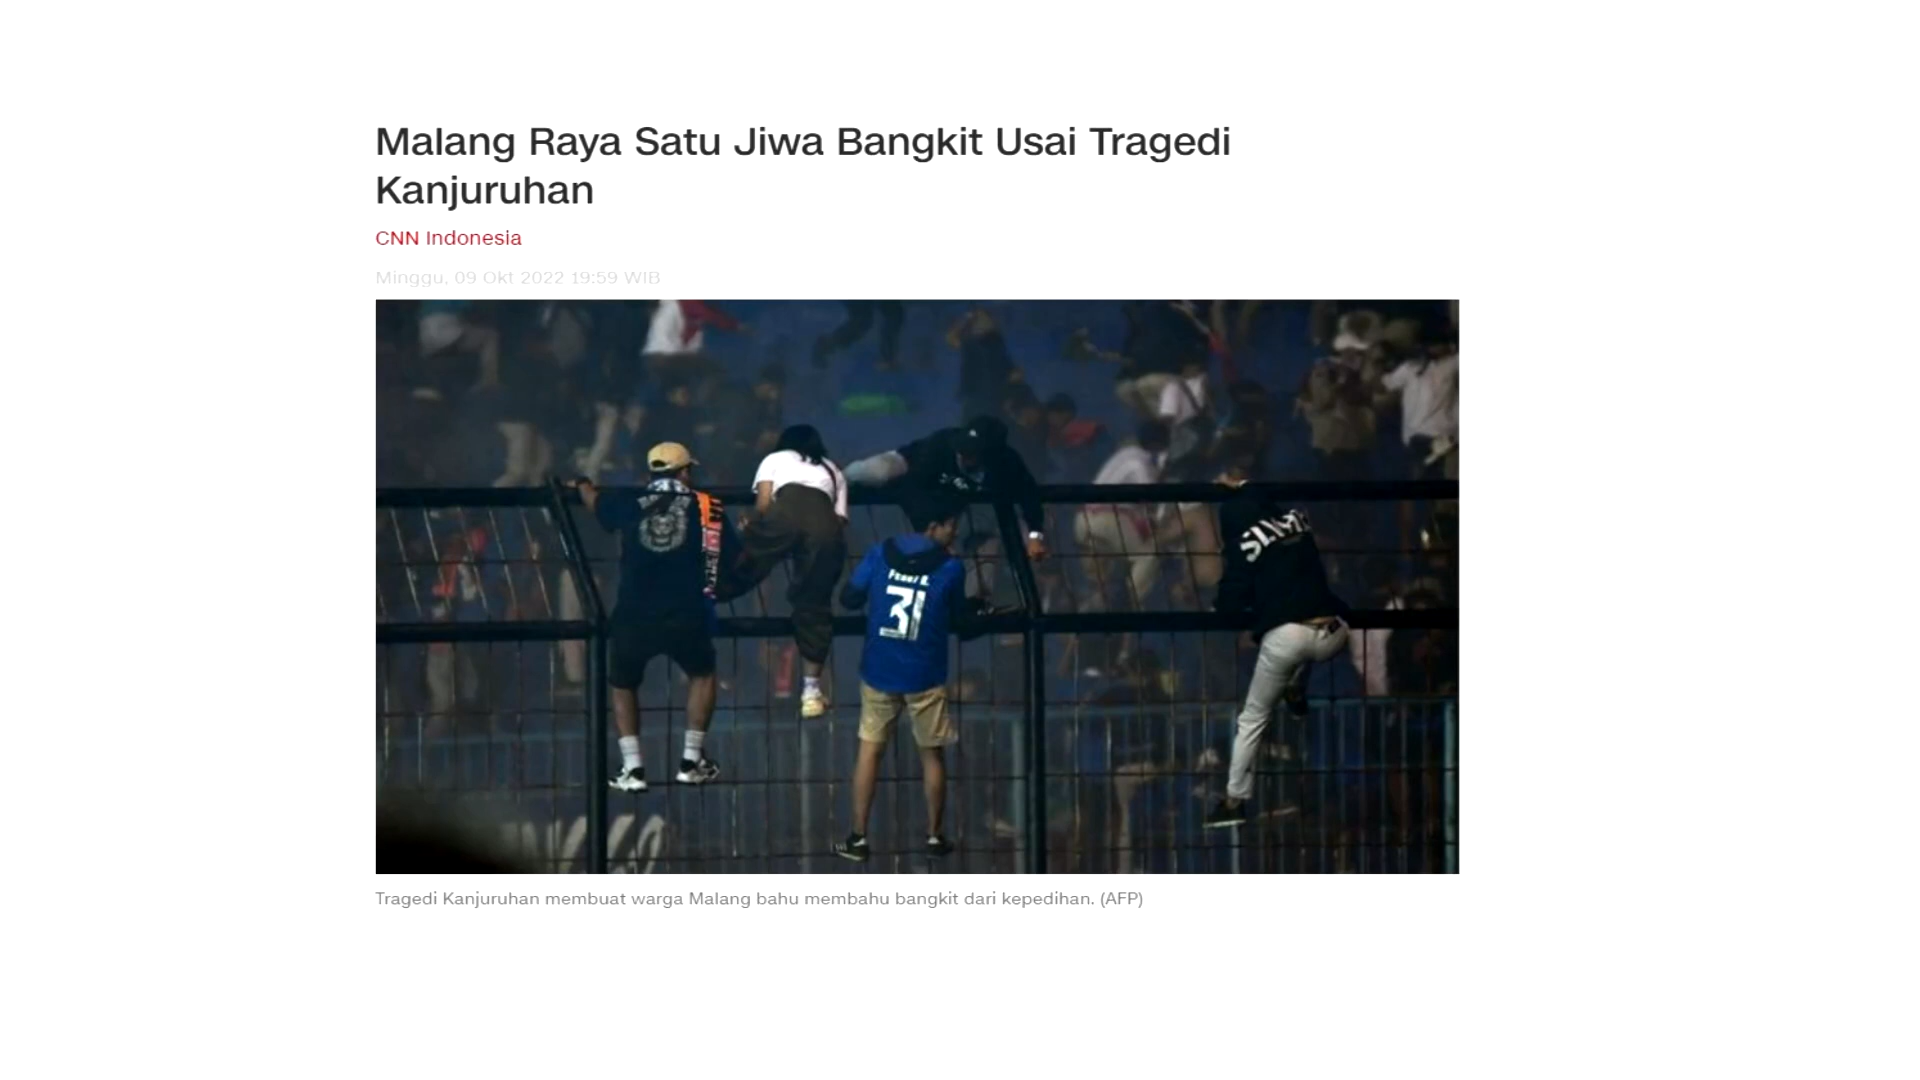 Malang Raya Satu Jiwa Bangkit Usai Tragedi
Kanjuruhan
CNN Indonesia
Minggu, 09 Okt 2022 19:59 WIB
31
Tragedi Kanjuruhan membuat warga Malang bahu membahu bangkit dari kepedihan. (AFP)